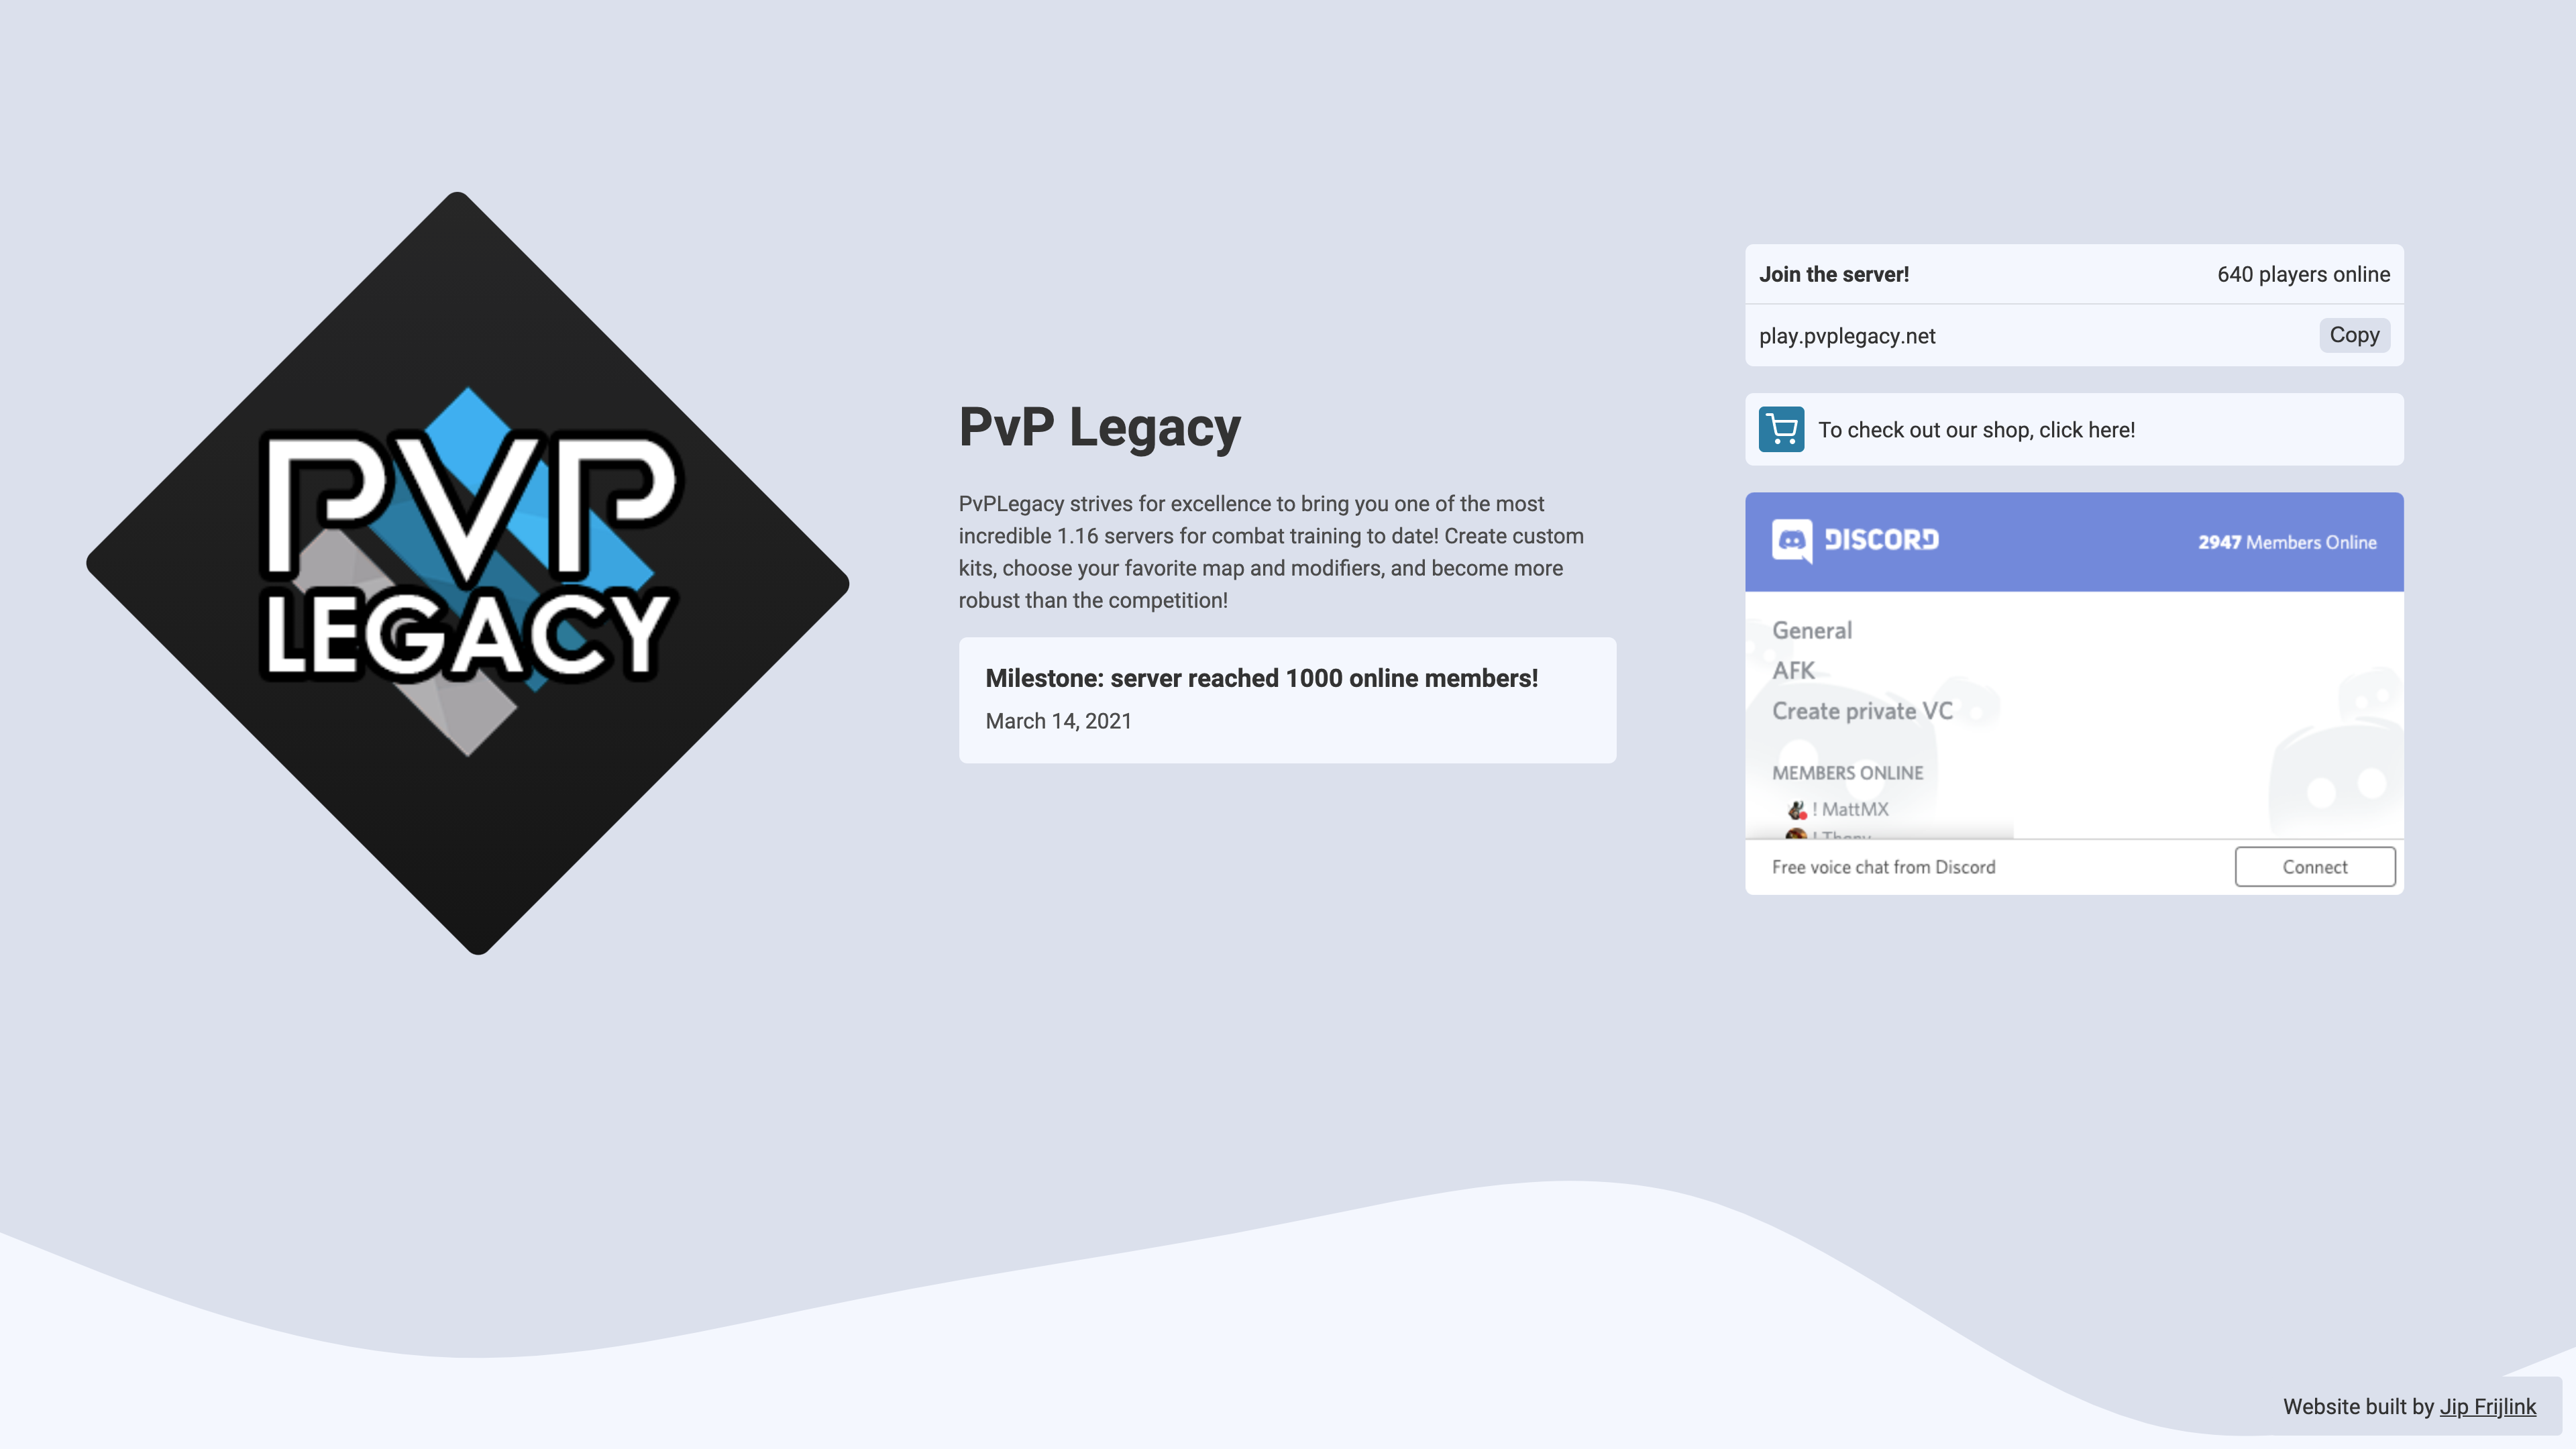 PVP
LEGACY
PvP Legacy
PvPLegacy strives for excellence to bring you one of the most
incredible 1.16 servers for combat training to date! Create custom
kits, choose your favorite map and modifiers, and become more
robust than the competition!
Milestone: server reached 1000 online members!
March 14, 2021
Join the server! 640 players online
play.pvplegacy.net Copy
To check out our shop, click here!
DISCORD 2947 Members Online
General
AFK
Create private VC
MEMBERS ONLINE
! MattMX
Free voice chat from Discord Connect
Website built by Jip Frijlink